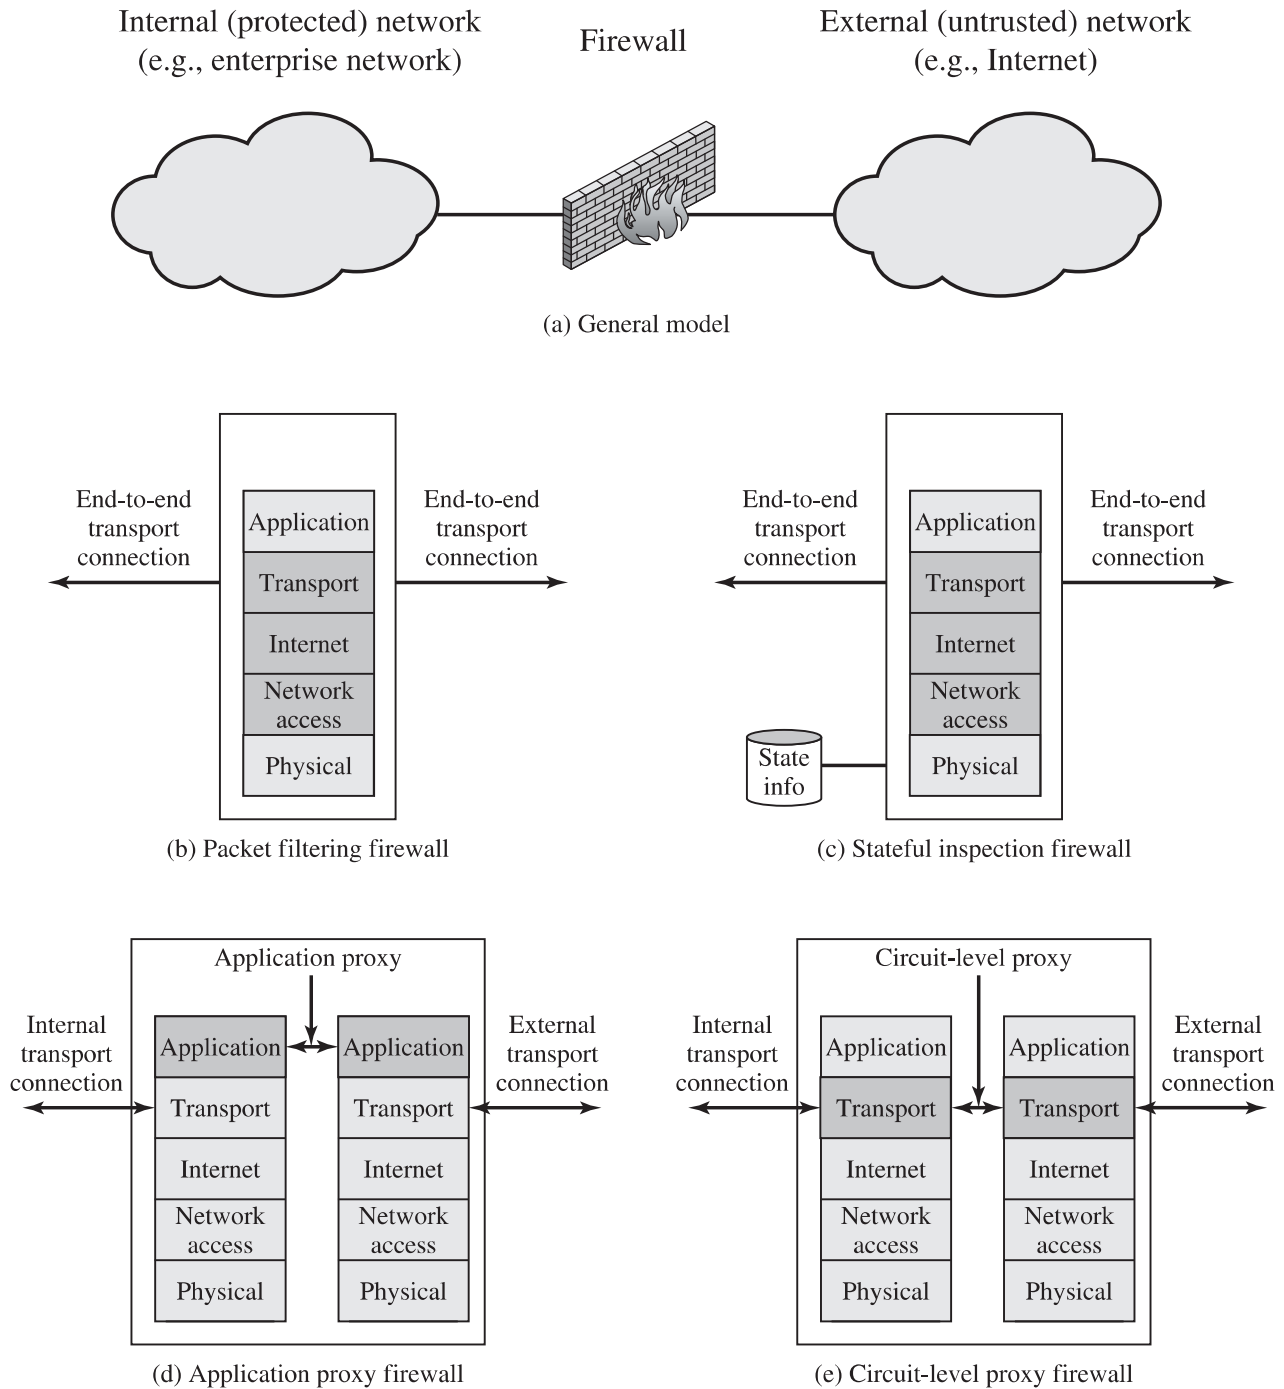 Internal (protected) network
(e.g., enterprise network)
Firewall
External (untrusted) network
(e.g., Internet)
(a) General model
End-to-end
transport
connection
Application
Transport
Internet
Network
access
Physical
End-to-end
transport
connection
(b) Packet filtering firewall
End-to-end
transport
connection
Application
Transport
Internet
Network
access
Physical
End-to-end
transport
connection
State
info
(c) Stateful inspection firewall
Application proxy
Internal
transport
connection
Application
Transport
Internet
Network
access
Physical
Application
Transport
Internet
Network
access
Physical
External
transport
connection
(d) Application proxy firewall
Circuit-level proxy
Internal
transport
connection
Application
Transport
Internet
Network
access
Physical
Application
Transport
Internet
Network
access
Physical
External
transport
connection
(e) Circuit-level proxy firewall